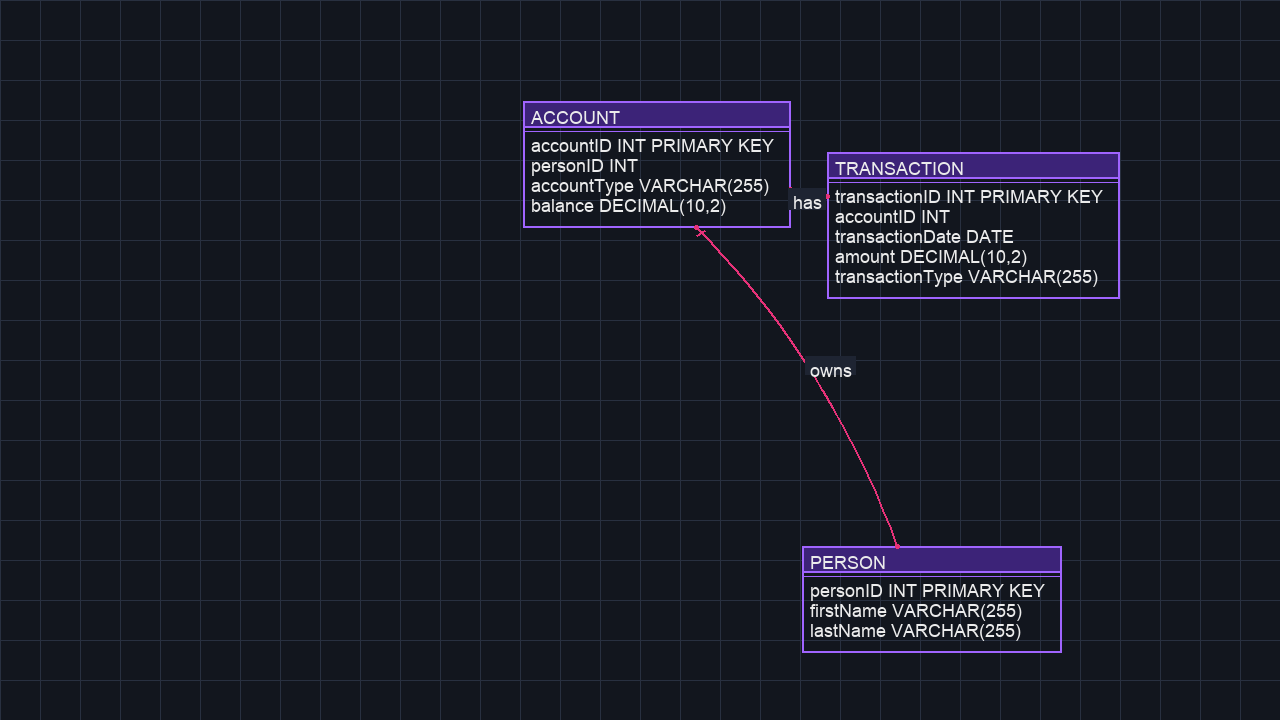 ACCOUNT
accountID INT PRIMARY KEY
personID INT
accountType VARCHAR(255)
balance DECIMAL(10,2)
has
TRANSACTION
transactionID INT PRIMARY KEY
accountID INT
transactionDate DATE
amount DECIMAL(10,2)
transactionType VARCHAR(255)
owns
PERSON
personID INT PRIMARY KEY
firstName VARCHAR(255)
lastName VARCHAR(255)